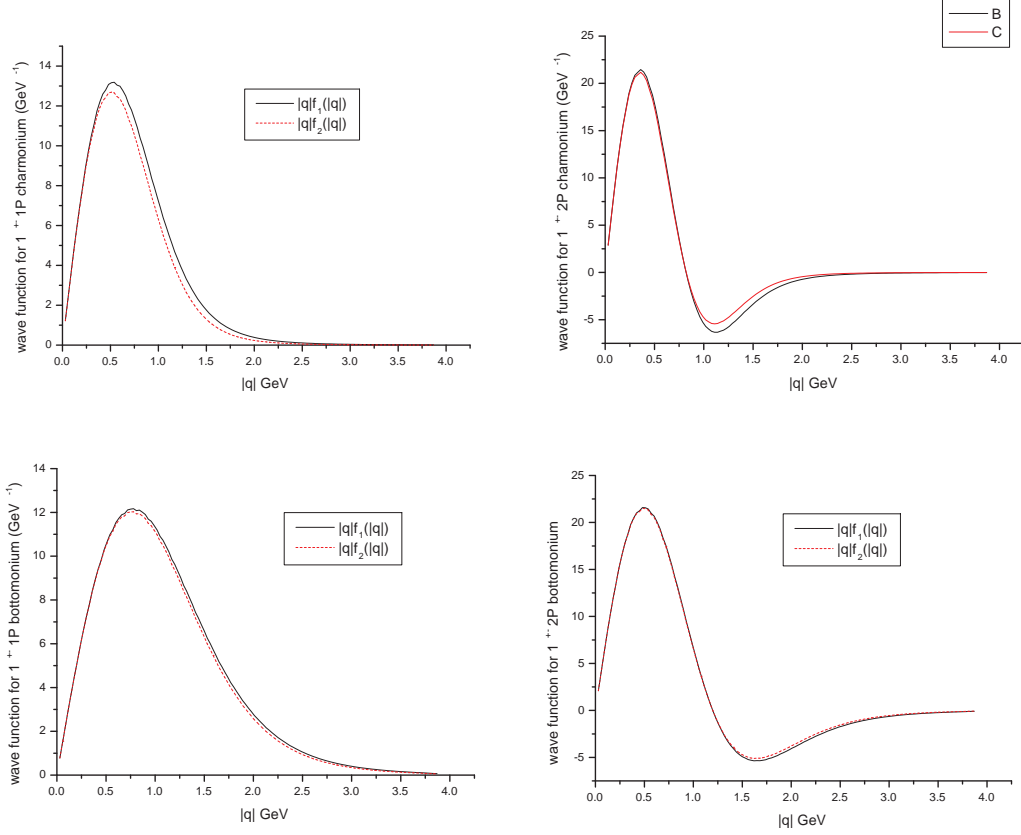 wave function for 1 +- 1P charmonium (GeV -1)
14
12
10
8
6
4
2
0
0.0 0.5 1.0 1.5 2.0 2.5 3.0 3.5 4.0
|q| GeV
|q|f1(|q|)
|q|f2(|q|)
B
C
wave function for 1 +- 2P charmonium (GeV -1)
25
20
15
10
5
0
-5
0.0 0.5 1.0 1.5 2.0 2.5 3.0 3.5 4.0
|q| GeV
wave function for 1 +- 1P bottomonium (GeV -1)
14
12
10
8
6
4
2
0
0.0 0.5 1.0 1.5 2.0 2.5 3.0 3.5 4.0
|q| GeV
|q|f1(|q|)
|q|f2(|q|)
wave function for 1 +- 2P bottomonium
25
20
15
10
5
0
-5
0.0 0.5 1.0 1.5 2.0 2.5 3.0 3.5 4.0
|q| GeV
|q|f1(|q|)
|q|f2(|q|)